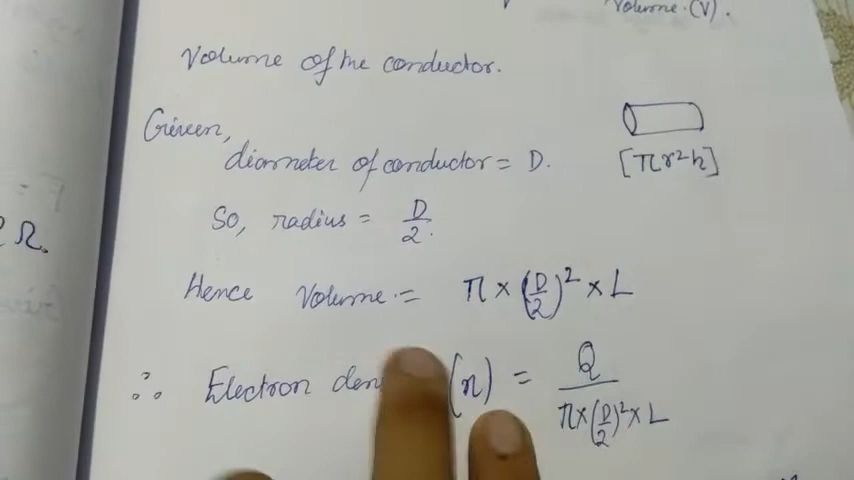 Volume (V).
Volume of the conductor.
Given,
diameter of conductor = D.
[πr²h]
So, radius = D/2.
Ω.
Hence Volume = π × (D/2)² × L
∴ Electron den (n) = Q / π × (D/2)² × L